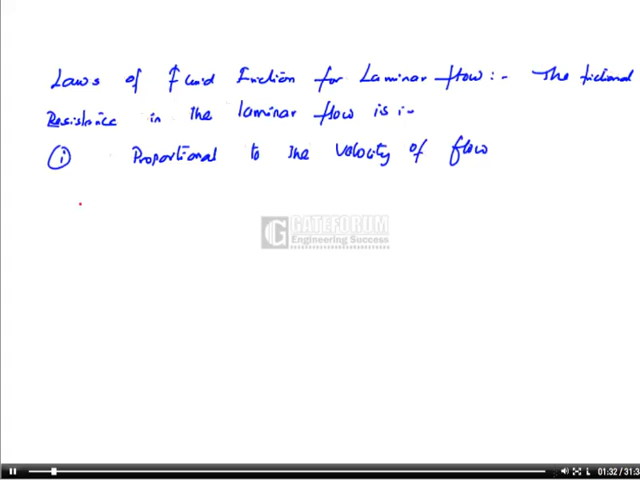 Laws of Fluid Friction for Laminar flow:- The fictional
Resistance in the laminar flow is:-
(i) Proportional to the Velocity of flow
GATEFORUM
Engineering Success
01:32/31:3